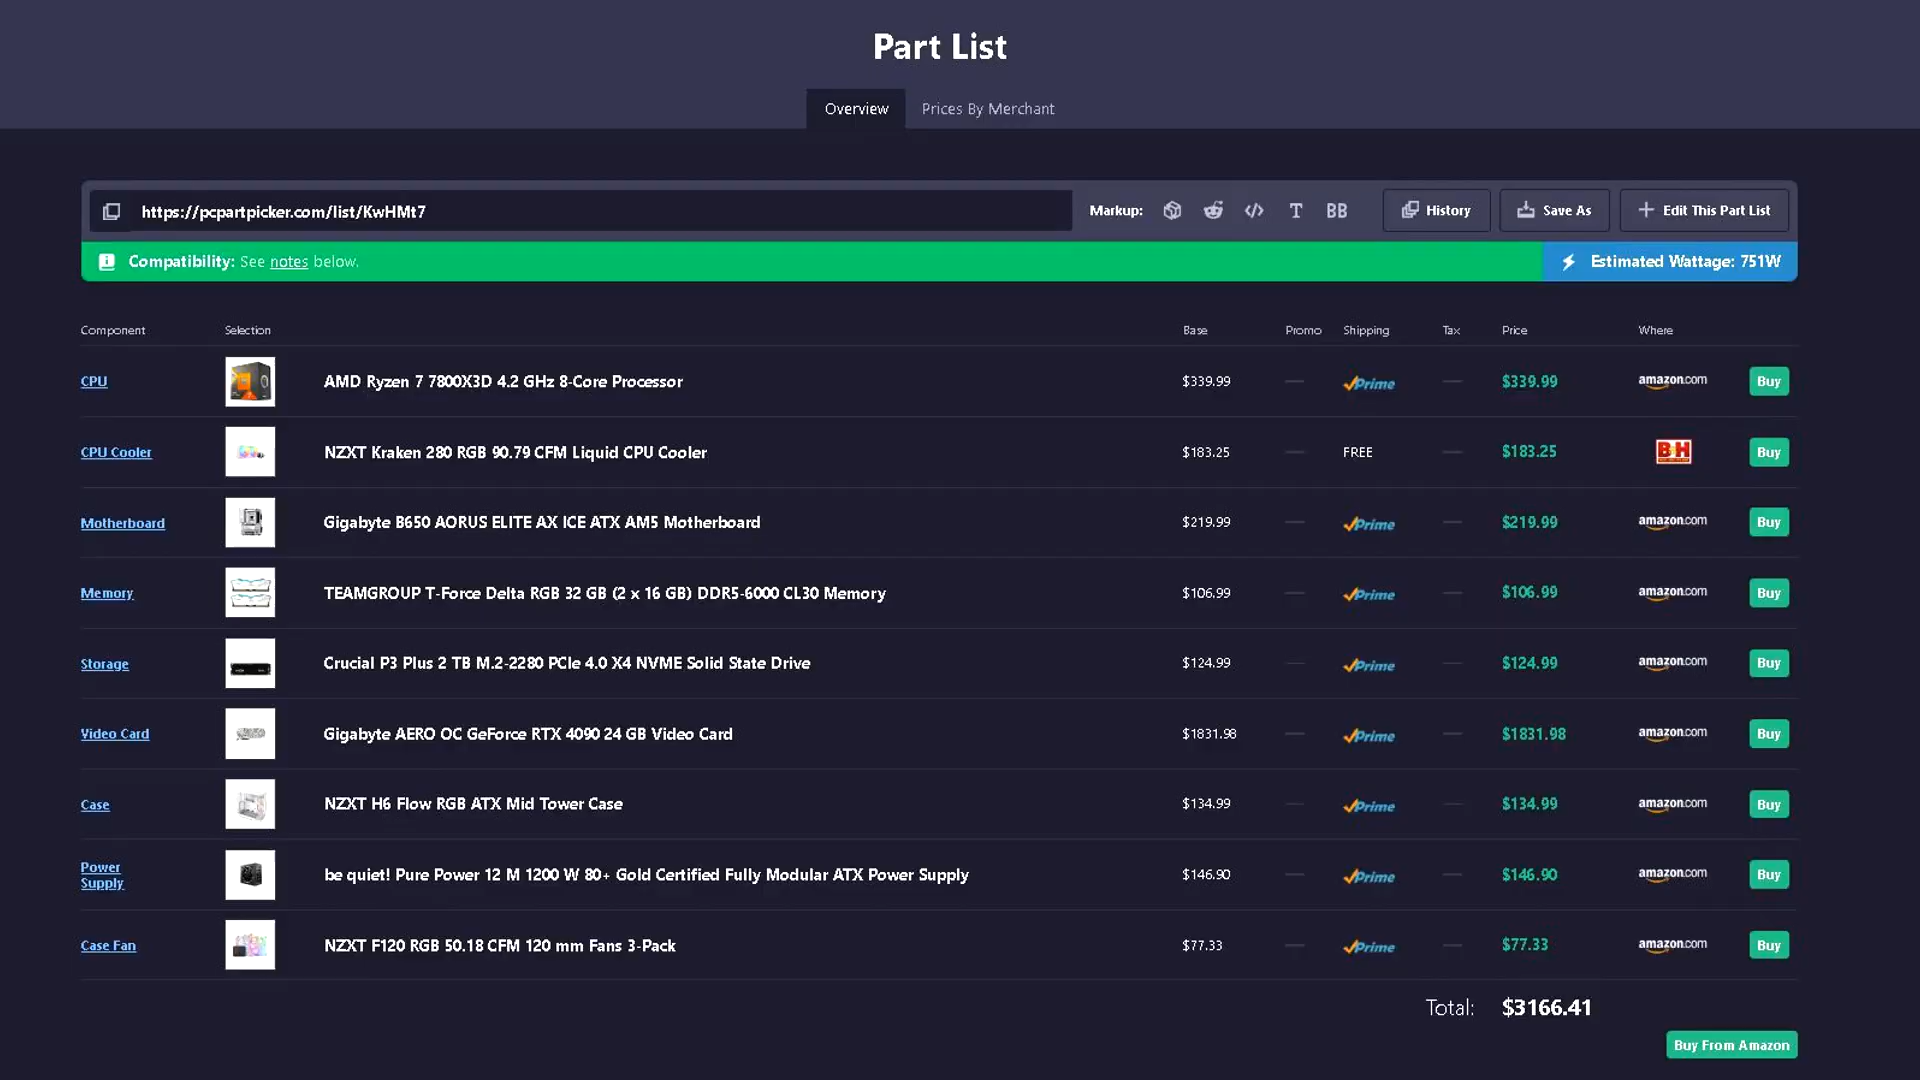 Part List
Overview Prices By Merchant
https://pcpartpicker.com/list/KwHMt7 Markup: T BB History Save As Edit This Part List
Compatibility: See notes below. Estimated Wattage: 751W
Component Selection Base Promo Shipping Tax Price Where
CPU AMD Ryzen 7 7800X3D 4.2 GHz 8-Core Processor $339.99 — Prime — $339.99 amazon.com Buy
CPU Cooler NZXT Kraken 280 RGB 90.79 CFM Liquid CPU Cooler $183.25 — FREE — $183.25 B&H Buy
Motherboard Gigabyte B650 AORUS ELITE AX ICE ATX AM5 Motherboard $219.99 — Prime — $219.99 amazon.com Buy
Memory TEAMGROUP T-Force Delta RGB 32 GB (2 x 16 GB) DDR5-6000 CL30 Memory $106.99 — Prime — $106.99 amazon.com Buy
Storage Crucial P3 Plus 2 TB M.2-2280 PCIe 4.0 X4 NVME Solid State Drive $124.99 — Prime — $124.99 amazon.com Buy
Video Card Gigabyte AERO OC GeForce RTX 4090 24 GB Video Card $1831.98 — Prime — $1831.98 amazon.com Buy
Case NZXT H6 Flow RGB ATX Mid Tower Case $134.99 — Prime — $134.99 amazon.com Buy
Power Supply be quiet! Pure Power 12 M 1200 W 80+ Gold Certified Fully Modular ATX Power Supply $146.90 — Prime — $146.90 amazon.com Buy
Case Fan NZXT F120 RGB 50.18 CFM 120 mm Fans 3-Pack $77.33 — Prime — $77.33 amazon.com Buy
Total: $3166.41
Buy From Amazon